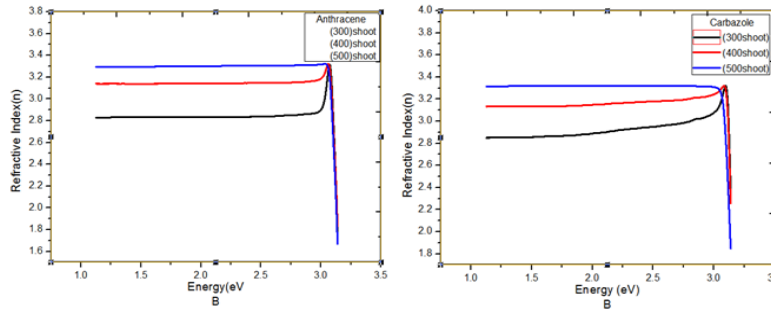 Anthracene
(300)shoot
(400)shoot
(500)shoot
Refractive Index(n)
3.8
3.6
3.4
3.2
3.0
2.8
2.6
2.4
2.2
2.0
1.8
1.6
1.0 1.5 2.0 2.5 3.0 3.5
Energy(eV
B
Carbazole
(300shoot)
(400shoot)
(500shoot)
Refractive Index(n)
4.0
3.8
3.6
3.4
3.2
3.0
2.8
2.6
2.4
2.2
2.0
1.8
1.0 1.5 2.0 2.5 3.0 3.5
Energy (eV)
B